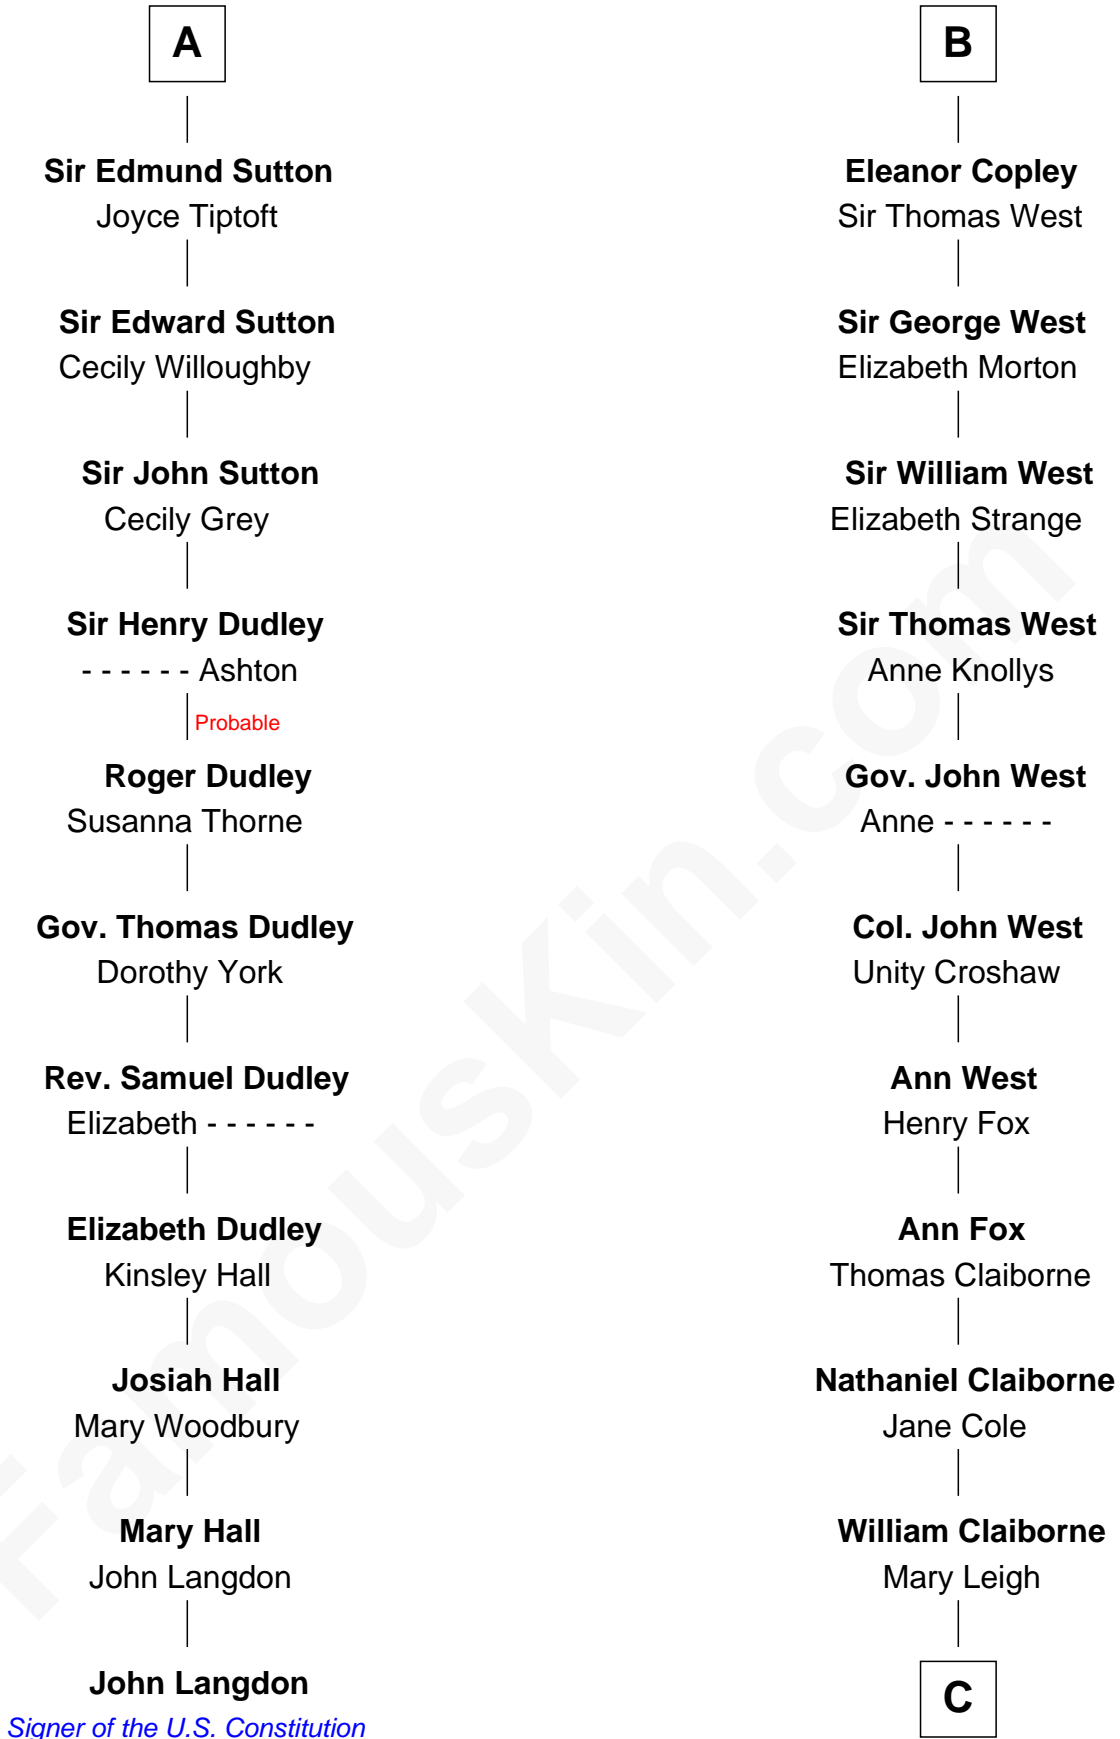 A
Sir Edmund Sutton
Joyce Tiptoft
Sir Edward Sutton
Cecily Willoughby
Sir John Sutton
Cecily Grey
Sir Henry Dudley
- - - - - - Ashton
Probable
Roger Dudley
Susanna Thorne
Gov. Thomas Dudley
Dorothy York
Rev. Samuel Dudley
Elizabeth - - - - - -
Elizabeth Dudley
Kinsley Hall
Josiah Hall
Mary Woodbury
Mary Hall
John Langdon
John Langdon
Signer of the U.S. Constitution
B
Eleanor Copley
Sir Thomas West
Sir George West
Elizabeth Morton
Sir William West
Elizabeth Strange
Sir Thomas West
Anne Knollys
Gov. John West
Anne - - - - - -
Col. John West
Unity Croshaw
Ann West
Henry Fox
Ann Fox
Thomas Claiborne
Nathaniel Claiborne
Jane Cole
William Claiborne
Mary Leigh
C
FamousKin.com